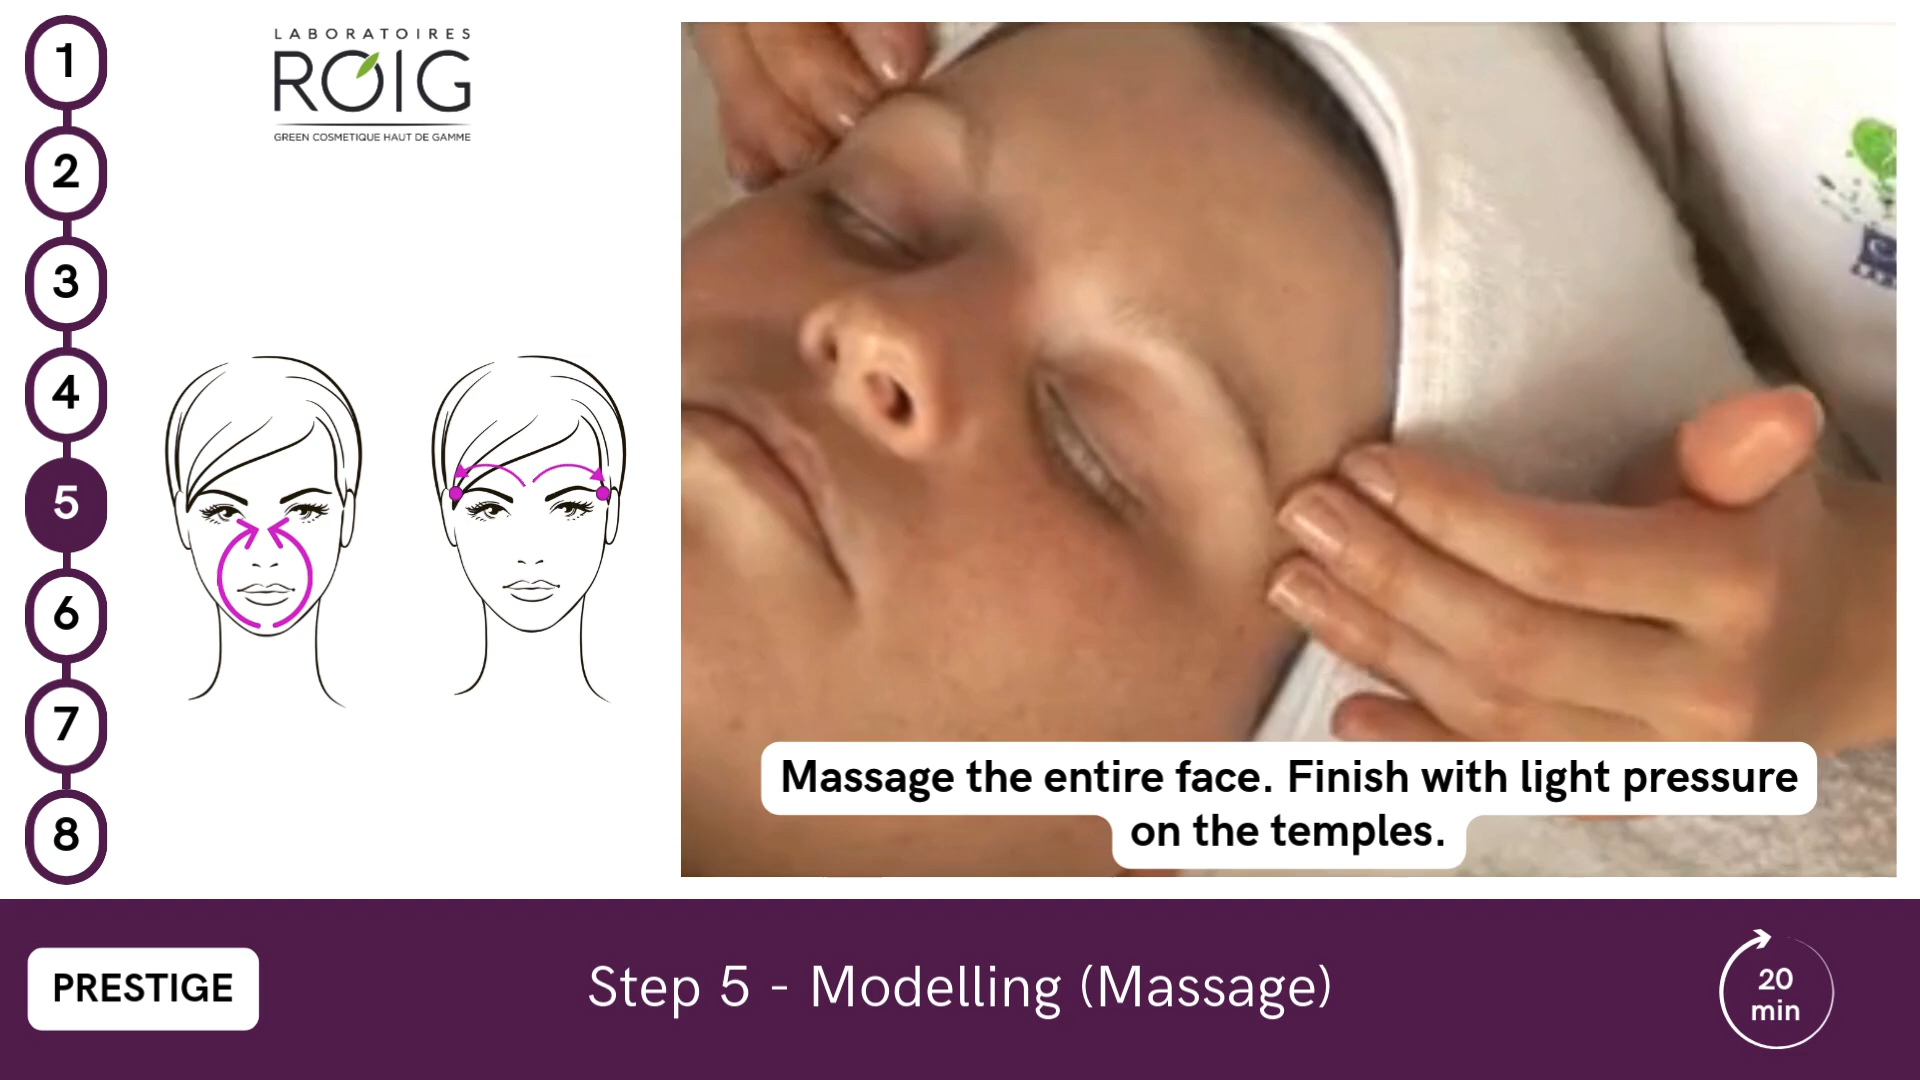 1
2
3
4
5
6
7
8
LABORATOIRES
ROIG
GREEN COSMETIQUE HAUT DE GAMME
Massage the entire face. Finish with light pressure
on the temples.
PRESTIGE
Step 5 - Modelling (Massage)
20
min